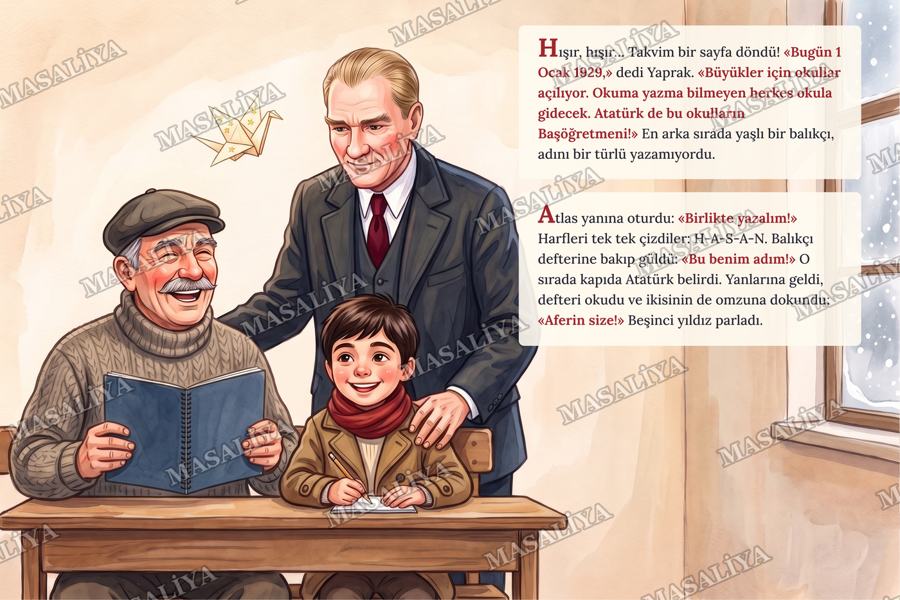 Hışır, hışır... Takvim bir sayfa döndü! «Bugün 1
Ocak 1929,» dedi Yaprak. «Büyükler için okullar
açılıyor. Okuma yazma bilmeyen herkes okula
gidecek. Atatürk de bu okulların
Başöğretmeni!» En arka sırada yaşlı bir balıkçı,
adını bir türlü yazamıyordu.
Atlas yanına oturdu: «Birlikte yazalım!»
Harfleri tek tek çizdiler: H-A-S-A-N. Balıkçı
defterine bakıp güldü: «Bu benim adım!» O
sırada kapıda Atatürk belirdi. Yanlarına geldi,
defteri okudu ve ikisinin de omzuna dokundu:
«Aferin size!» Beşinci yıldız parladı.
MASALİYA